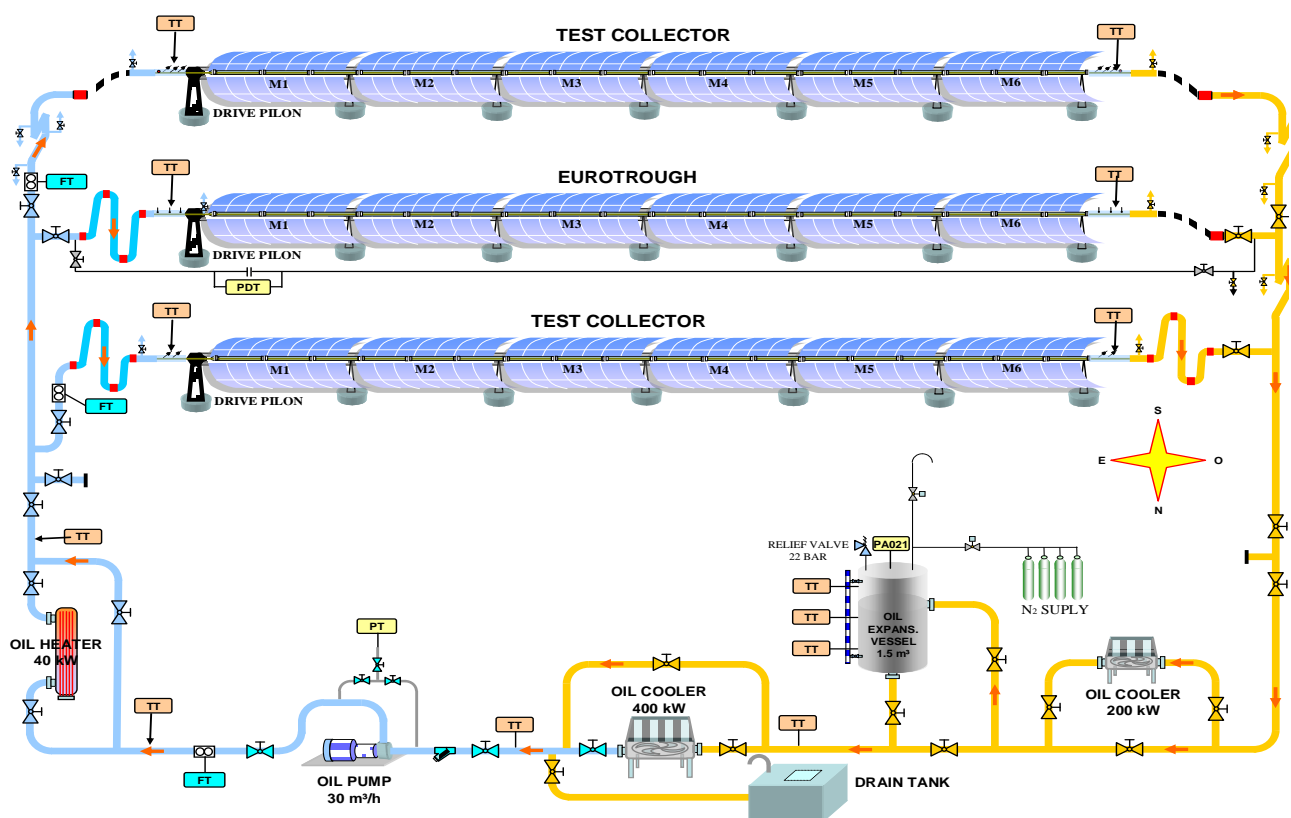 TEST COLLECTOR
TT
TT
M1
M2
M3
M4
M5
M6
DRIVE PILON
FT
EUROTROUGH
TT
TT
M1
M2
M3
M4
M5
M6
DRIVE PILON
PDT
TEST COLLECTOR
TT
TT
M1
M2
M3
M4
M5
M6
DRIVE PILON
FT
S
E
O
N
TT
RELIEF VALVE
22 BAR
PA021
TT
TT
TT
OIL
EXPANS.
VESSEL
1.5 m³
N2 SUPLY
OIL HEATER
40 kW
PT
OIL COOLER
400 kW
OIL COOLER
200 kW
TT
TT
TT
FT
OIL PUMP
30 m³/h
DRAIN TANK